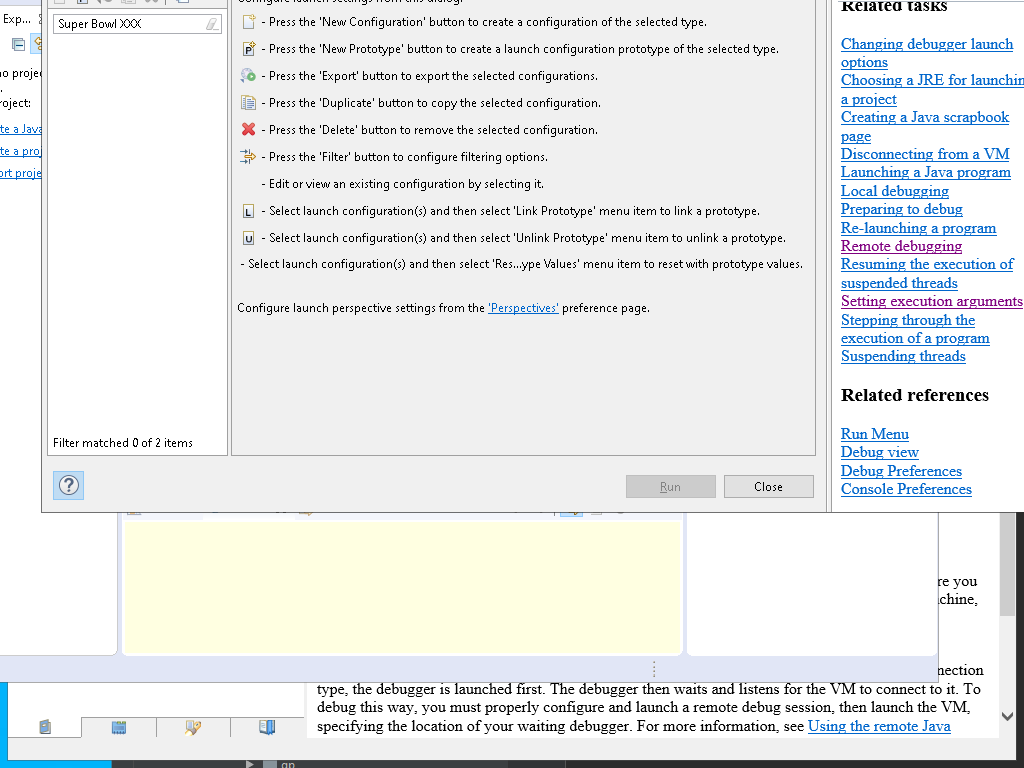 Configure launch settings from this dialog:
Exp...
Super Bowl XXX
- Press the 'New Configuration' button to create a configuration of the selected type.
- Press the 'New Prototype' button to create a launch configuration prototype of the selected type.
- Press the 'Export' button to export the selected configurations.
- Press the 'Duplicate' button to copy the selected configuration.
- Press the 'Delete' button to remove the selected configuration.
- Press the 'Filter' button to configure filtering options.
- Edit or view an existing configuration by selecting it.
- Select launch configuration(s) and then select 'Link Prototype' menu item to link a prototype.
- Select launch configuration(s) and then select 'Unlink Prototype' menu item to unlink a prototype.
- Select launch configuration(s) and then select 'Res...ype Values' menu item to reset with prototype values.
Configure launch perspective settings from the 'Perspectives' preference page.
Filter matched 0 of 2 items
Run
Close
no proje
roject:
te a Java
te a pro
ort proje
Related tasks
Changing debugger launch
options
Choosing a JRE for launchin
a project
Creating a Java scrapbook
page
Disconnecting from a VM
Launching a Java program
Local debugging
Preparing to debug
Re-launching a program
Remote debugging
Resuming the execution of
suspended threads
Setting execution arguments
Stepping through the
execution of a program
Suspending threads
Related references
Run Menu
Debug view
Debug Preferences
Console Preferences
re you
chine,
nection
type, the debugger is launched first. The debugger then waits and listens for the VM to connect to it. To
debug this way, you must properly configure and launch a remote debug session, then launch the VM,
specifying the location of your waiting debugger. For more information, see Using the remote Java